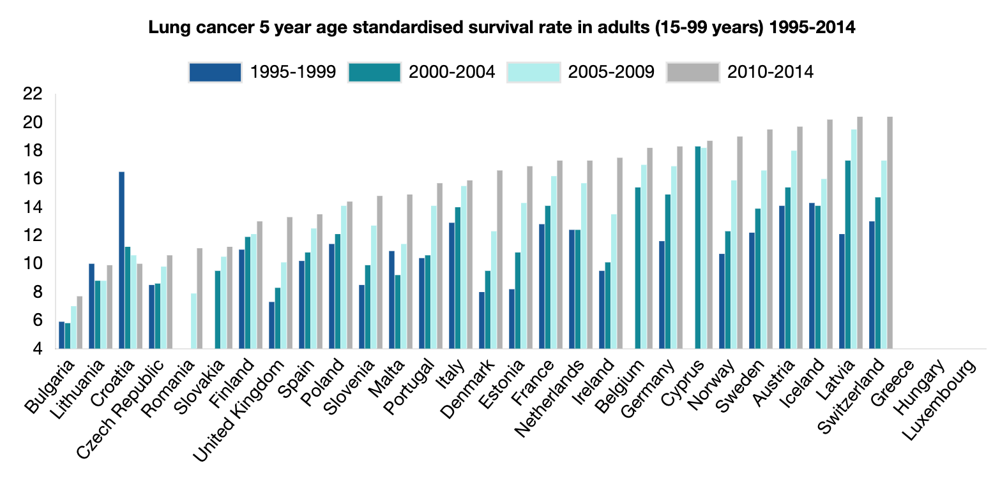 Lung cancer 5 year age standardised survival rate in adults (15-99 years) 1995-2014
1995-1999 2000-2004 2005-2009 2010-2014
22
20
18
16
14
12
10
8
6
4
Bulgaria
Lithuania
Croatia
Czech Republic
Romania
Slovakia
Finland
United Kingdom
Spain
Poland
Slovenia
Malta
Portugal
Italy
Denmark
Estonia
France
Netherlands
Ireland
Belgium
Germany
Cyprus
Norway
Sweden
Austria
Iceland
Latvia
Switzerland
Greece
Hungary
Luxembourg